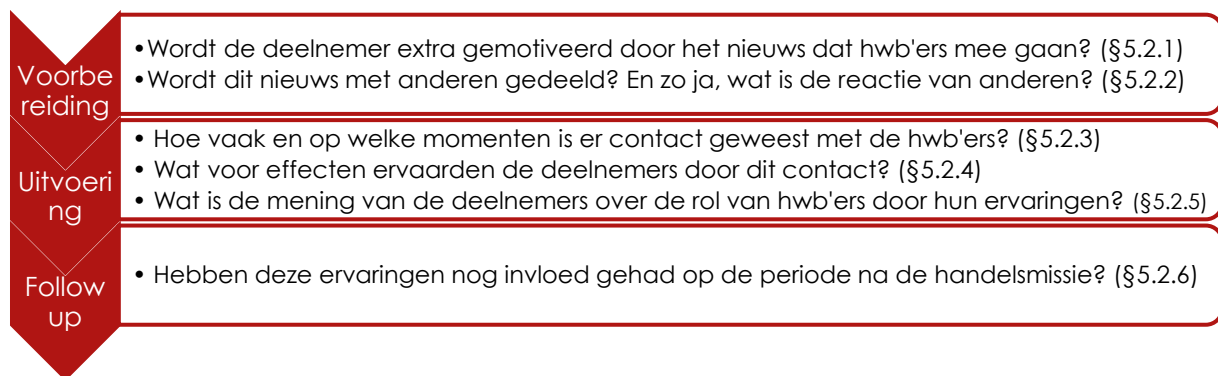 Voorbe
reiding
•Wordt de deelnemer extra gemotiveerd door het nieuws dat hwb'ers mee gaan? (§5.2.1)
•Wordt dit nieuws met anderen gedeeld? En zo ja, wat is de reactie van anderen? (§5.2.2)
Uitvoeri
ng
• Hoe vaak en op welke momenten is er contact geweest met de hwb'ers? (§5.2.3)
• Wat voor effecten ervaarden de deelnemers door dit contact? (§5.2.4)
• Wat is de mening van de deelnemers over de rol van hwb'ers door hun ervaringen? (§5.2.5)
Follow
up
• Hebben deze ervaringen nog invloed gehad op de periode na de handelsmissie? (§5.2.6)